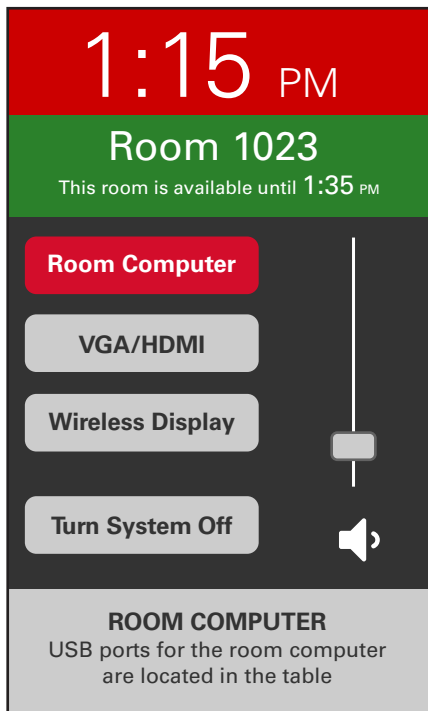 1:15 PM
Room 1023
This room is available until 1:35 PM
Room Computer
VGA/HDMI
Wireless Display
Turn System Off
ROOM COMPUTER
USB ports for the room computer
are located in the table